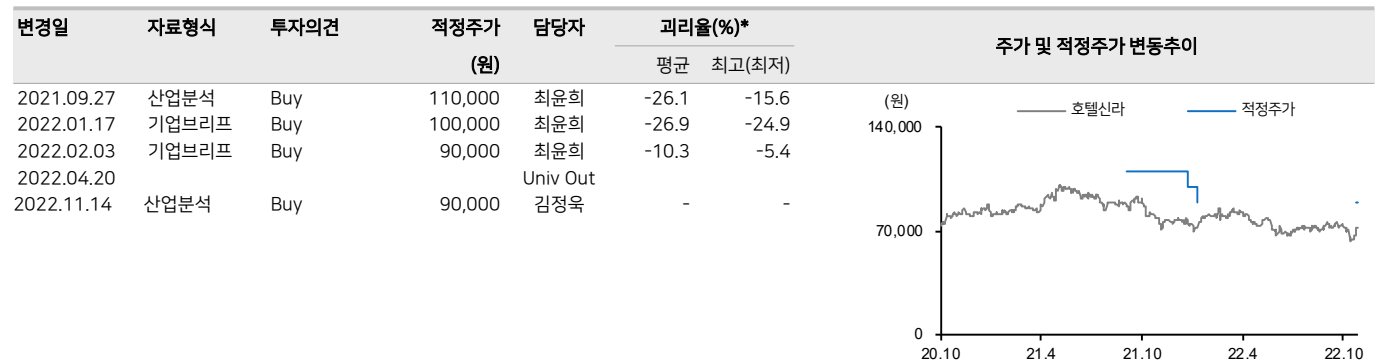 변경일 자료형식 투자의견 적정주가 담당자 괴리율(%)* 주가 및 적정주가 변동추이
(원) 평균 최고(최저)
2021.09.27 산업분석 Buy 110,000 최윤희 -26.1 -15.6
2022.01.17 기업브리프 Buy 100,000 최윤희 -26.9 -24.9
2022.02.03 기업브리프 Buy 90,000 최윤희 -10.3 -5.4
2022.04.20 Univ Out
2022.11.14 산업분석 Buy 90,000 김정욱 - -
(원) 호텔신라 적정주가
140,000
70,000
0
20.10 21.4 21.10 22.4 22.10